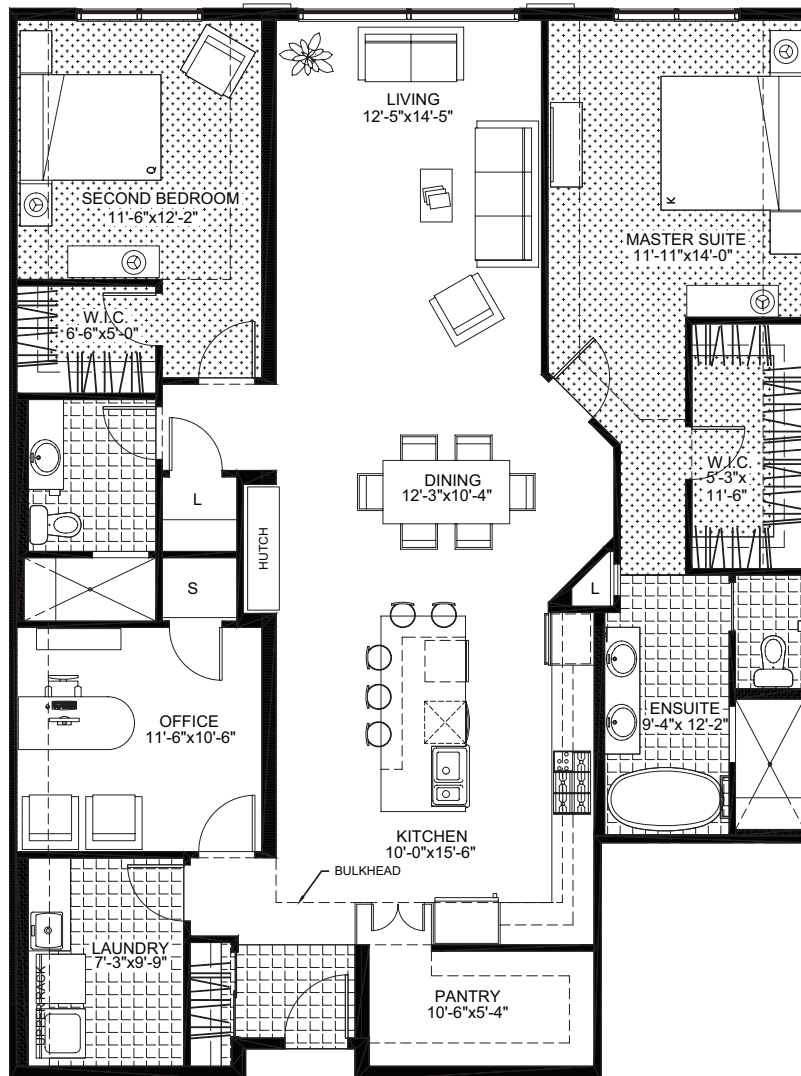 LIVING
12'-5"x14'-5"
Q
SECOND BEDROOM
11'-6"x12'-2"
K
MASTER SUITE
11'-11"x14'-0"
W.I.C.
6'-6"x5'-0"
W.I.C.
5'-3"x
11'-6"
DINING
12'-3"x10'-4"
L
HUTCH
S
L
OFFICE
11'-6"x10'-6"
ENSUITE
9'-4"x 12'-2"
KITCHEN
10'-0"x15'-6"
BULKHEAD
LAUNDRY
7'-3"x9'-9"
UPPER RACK
PANTRY
10'-6"x5'-4"